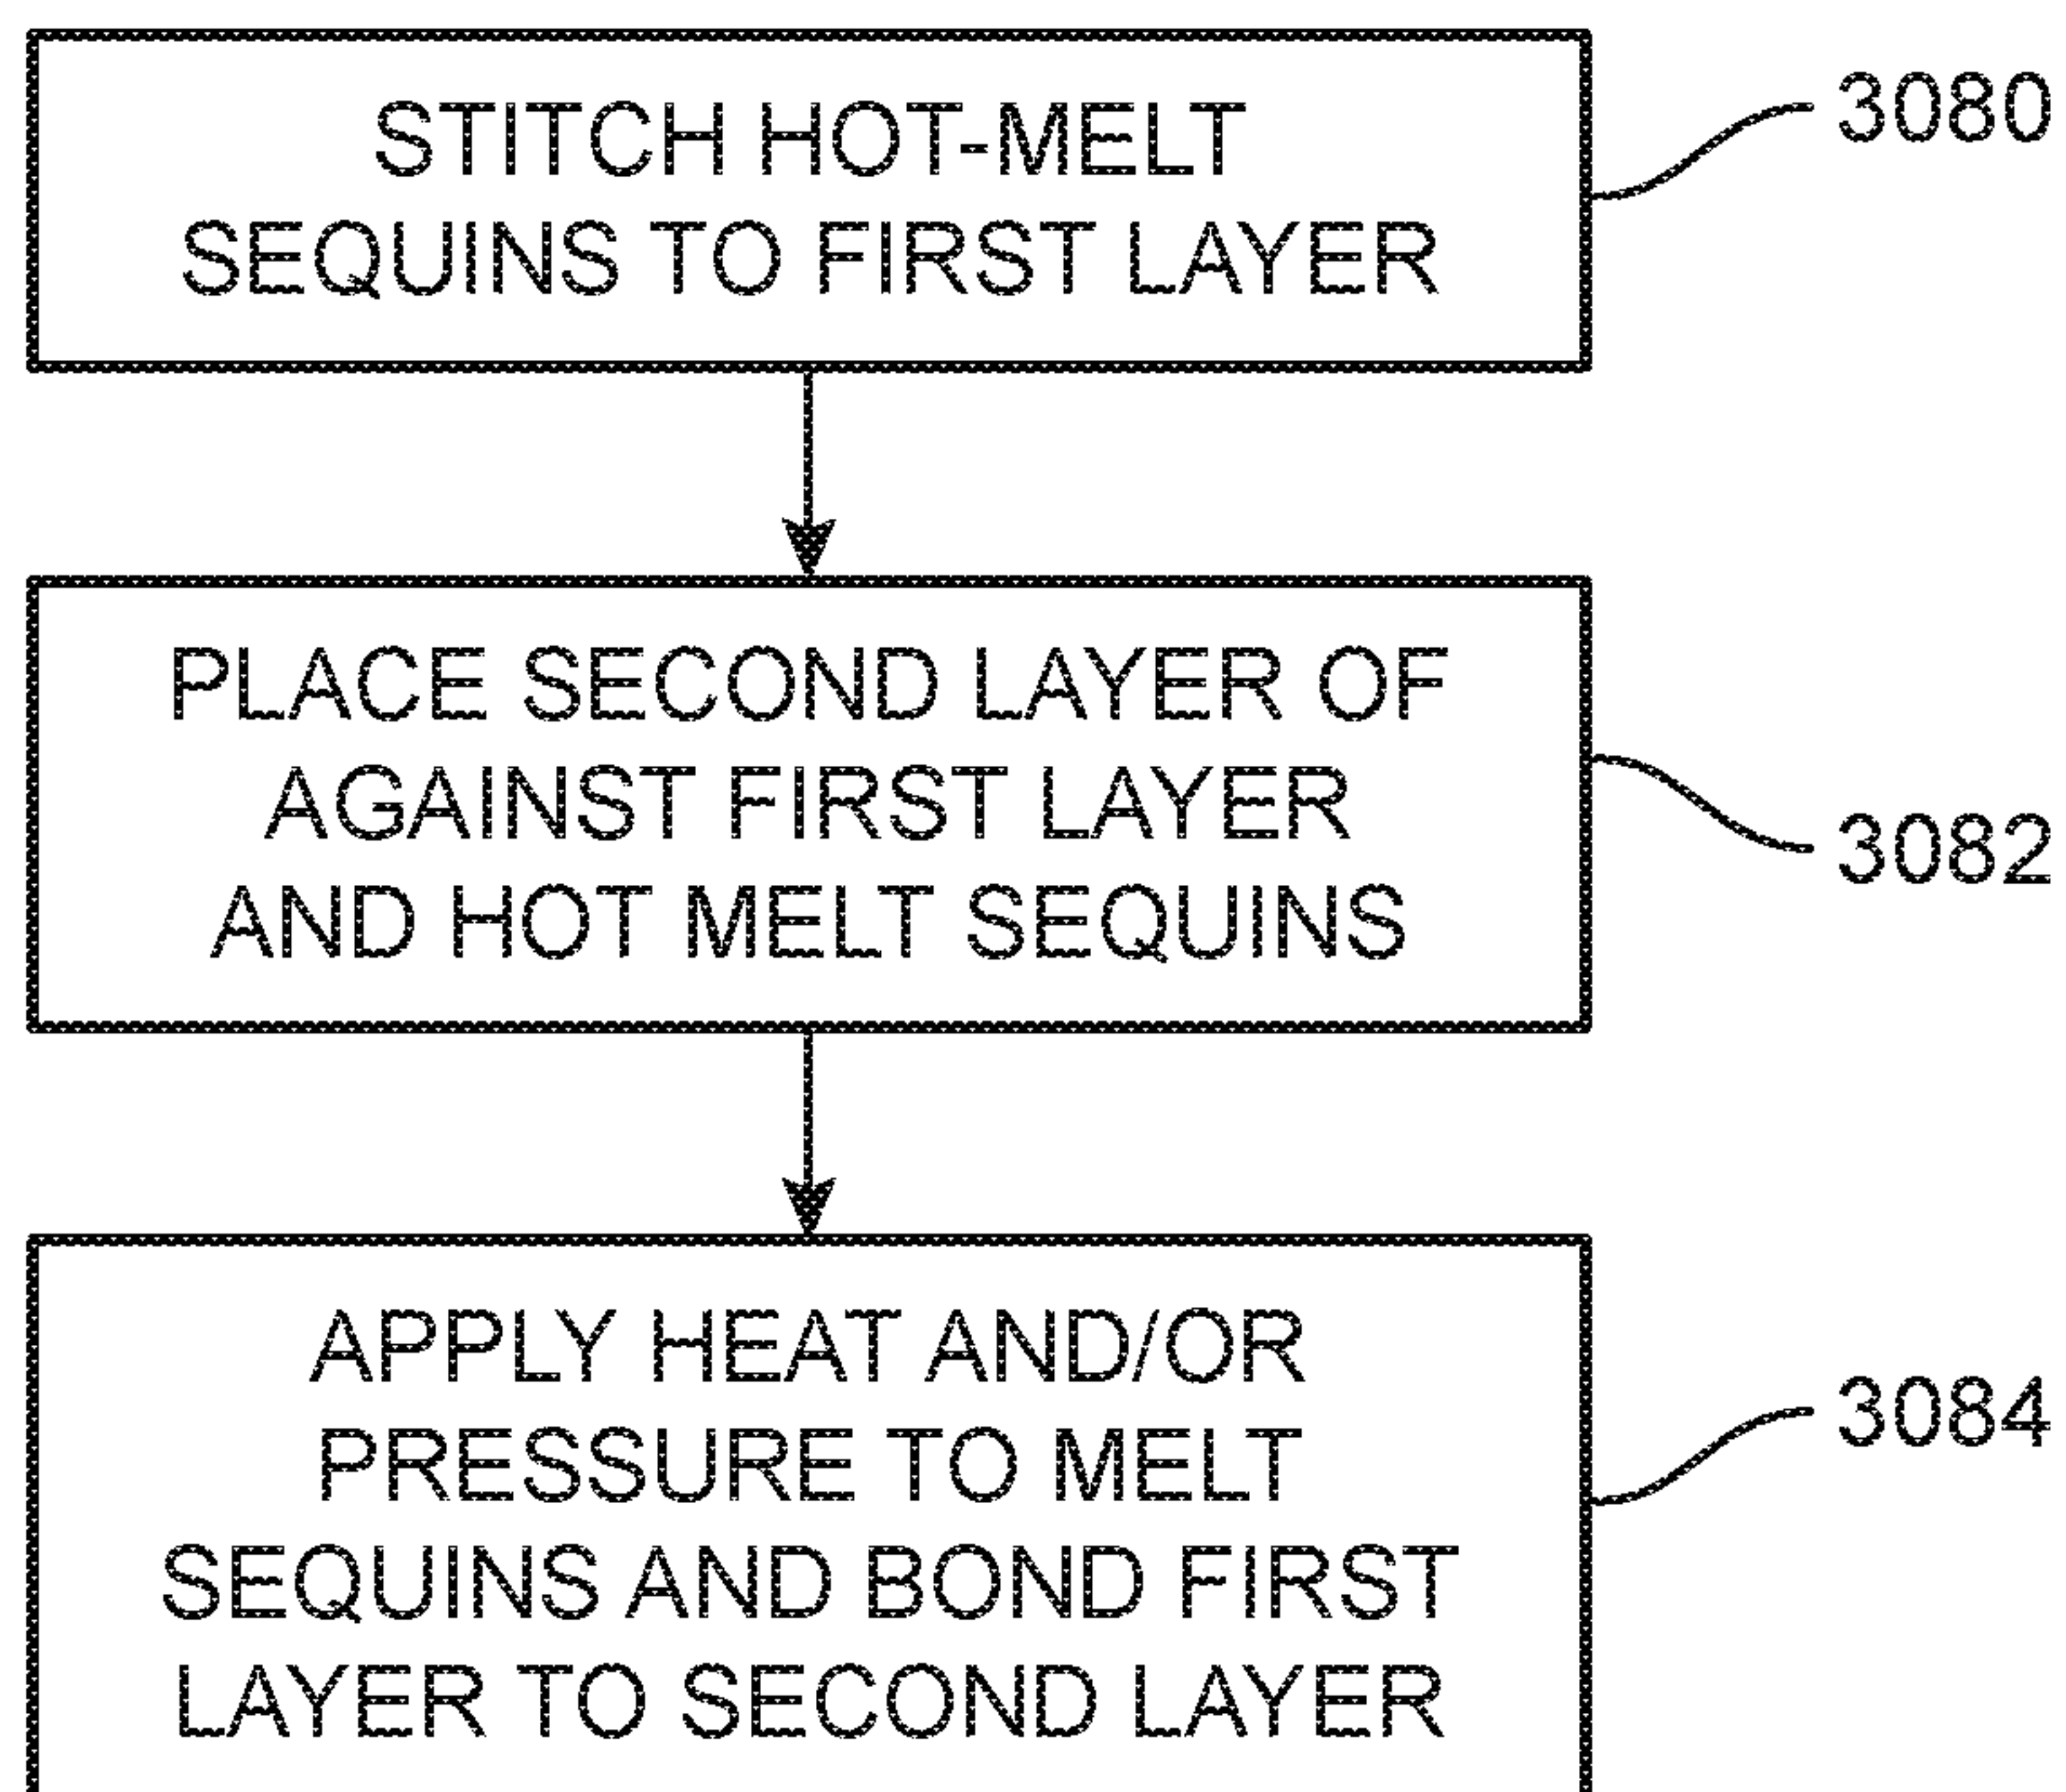 STITCH HOT-MELT
SEQUINS TO FIRST LAYER
3080
PLACE SECOND LAYER OF
AGAINST FIRST LAYER
AND HOT MELT SEQUINS
3082
APPLY HEAT AND/OR
PRESSURE TO MELT
SEQUINS AND BOND FIRST
LAYER TO SECOND LAYER
3084